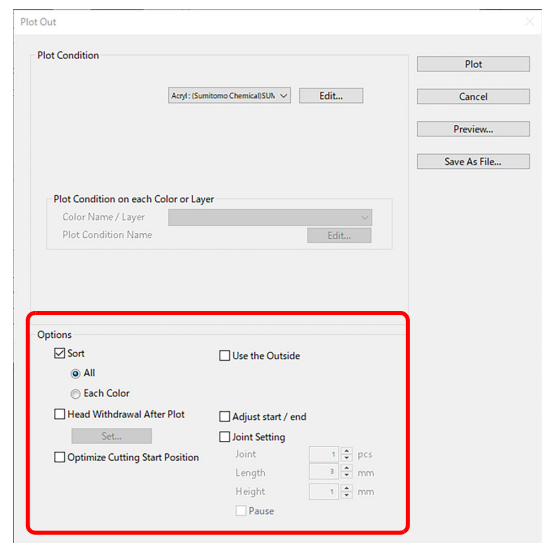 Plot Out
Plot Condition
Plot
Acryl : (Sumitomo Chemical)SUN
Edit...
Cancel
Preview...
Save As File...
Plot Condition on each Color or Layer
Color Name / Layer
Plot Condition Name
Edit...
Options
Sort
Use the Outside
All
Each Color
Head Withdrawal After Plot
Adjust start / end
Set...
Joint Setting
Optimize Cutting Start Position
Joint 1 pcs
Length 3 mm
Height 1 mm
Pause